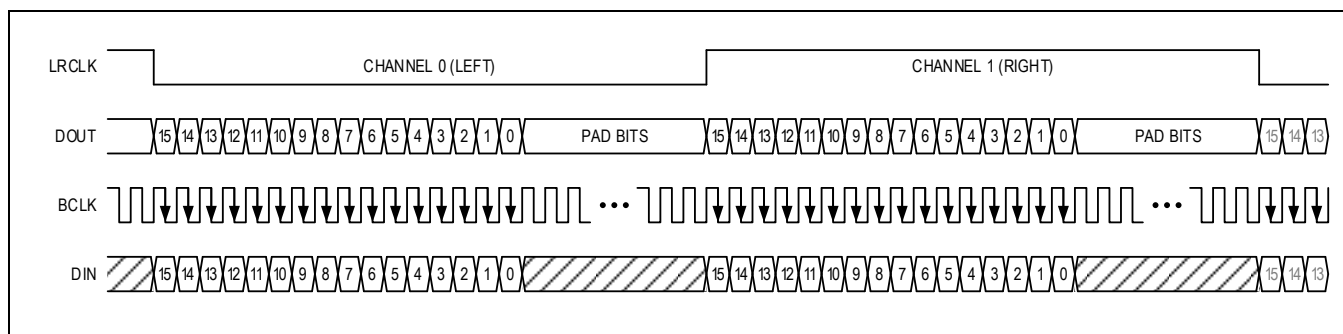 LRCLK CHANNEL 0 (LEFT) CHANNEL 1 (RIGHT)
DOUT 15 14 13 12 11 10 9 8 7 6 5 4 3 2 1 0 PAD BITS 15 14 13 12 11 10 9 8 7 6 5 4 3 2 1 0 PAD BITS 15 14 13
BCLK ••• •••
DIN 15 14 13 12 11 10 9 8 7 6 5 4 3 2 1 0 15 14 13 12 11 10 9 8 7 6 5 4 3 2 1 0 15 14 13